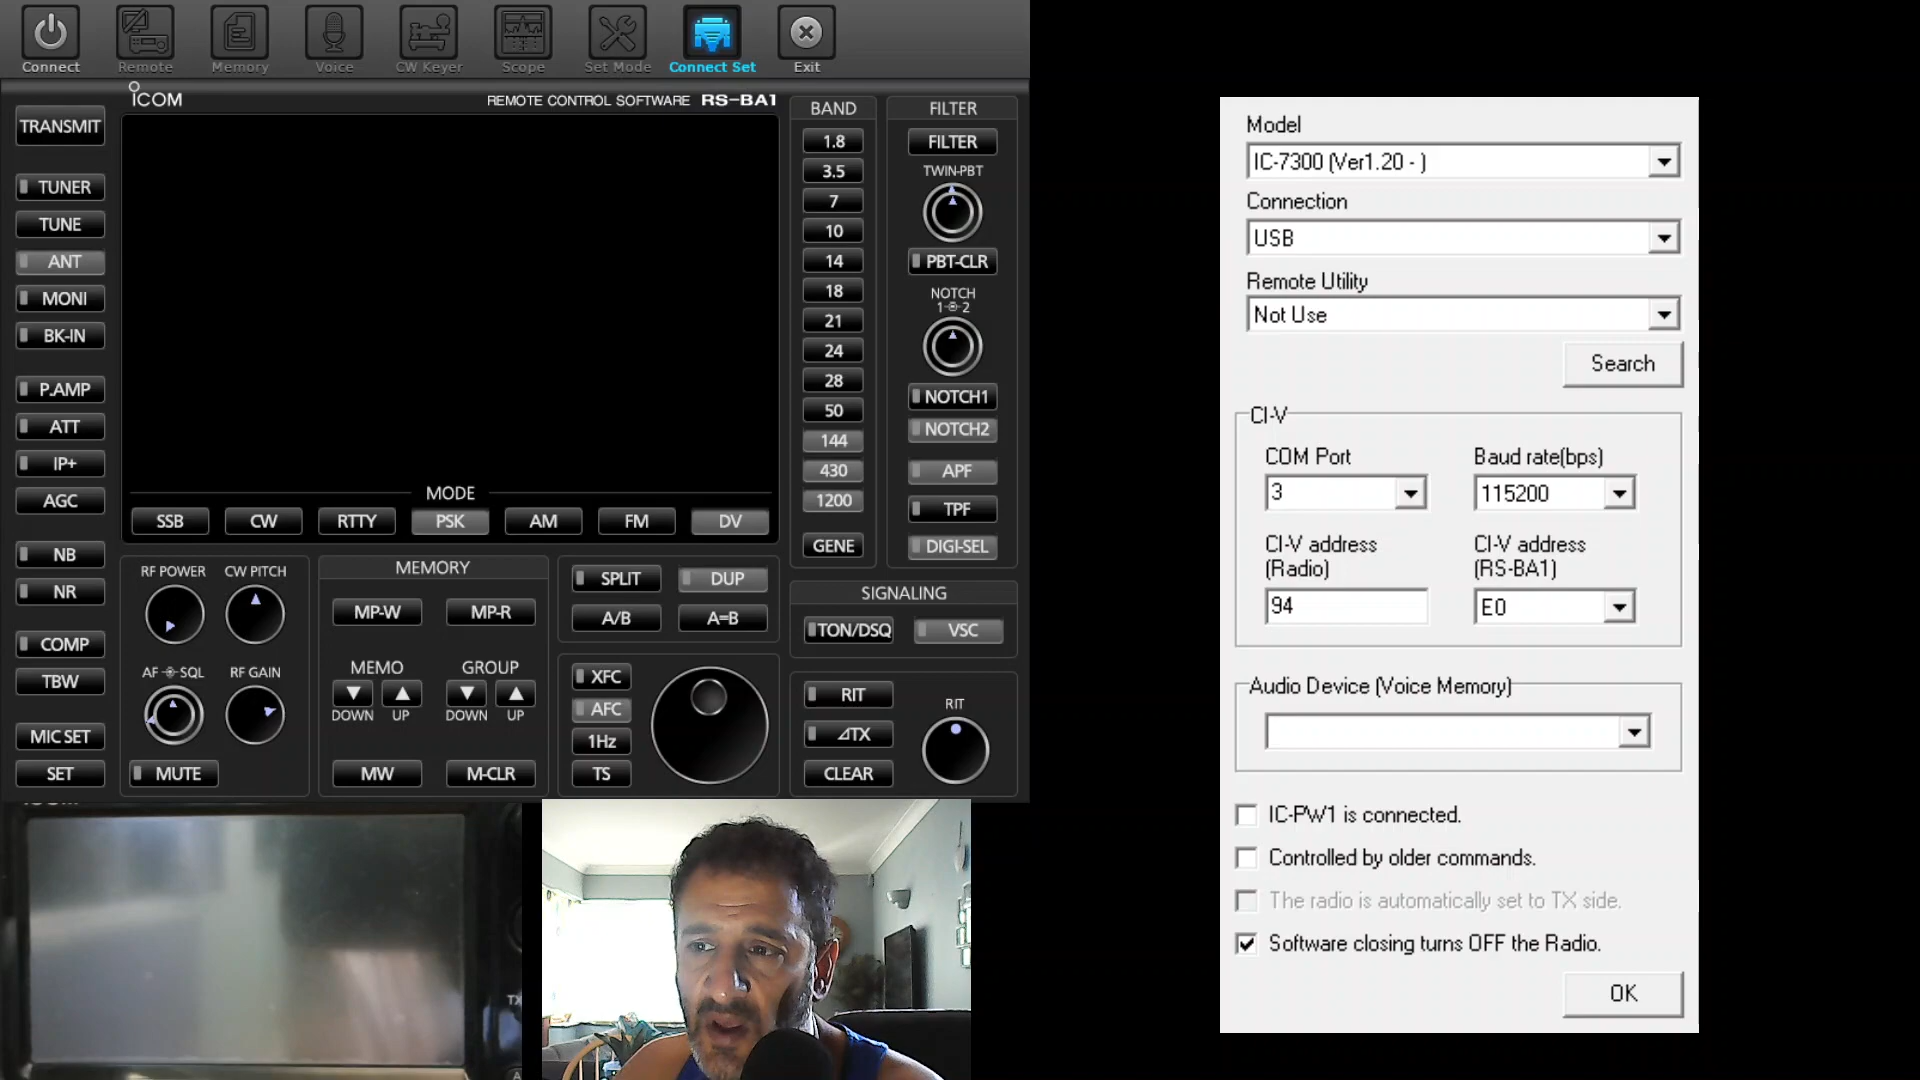 Connect
Remote
Memory
Voice
CW Keyer
Scope
Set Mode
Connect Set
Exit
ICOM
REMOTE CONTROL SOFTWARE RS-BA1
TRANSMIT
TUNER
TUNE
ANT
MONI
BK-IN
P.AMP
ATT
IP+
AGC
NB
NR
COMP
TBW
MIC SET
SET
MODE
SSB
CW
RTTY
PSK
AM
FM
DV
RF POWER
CW PITCH
AF SQL
RF GAIN
MUTE
MEMORY
MP-W
MP-R
MEMO
GROUP
DOWN
UP
DOWN
UP
MW
M-CLR
SPLIT
DUP
A/B
A=B
XFC
AFC
1Hz
TS
BAND
1.8
3.5
7
10
14
18
21
24
28
50
144
430
1200
GENE
FILTER
FILTER
TWIN-PBT
PBT-CLR
NOTCH
1 2
NOTCH1
NOTCH2
APF
TPF
DIGI-SEL
SIGNALING
TON/DSQ
VSC
RIT
⊿TX
CLEAR
RIT
TX
Model
IC-7300 (Ver1.20 - )
Connection
USB
Remote Utility
Not Use
Search
CI-V
COM Port
3
Baud rate(bps)
115200
CI-V address
(Radio)
94
CI-V address
(RS-BA1)
E0
Audio Device (Voice Memory)
IC-PW1 is connected.
Controlled by older commands.
The radio is automatically set to TX side.
Software closing turns OFF the Radio.
OK